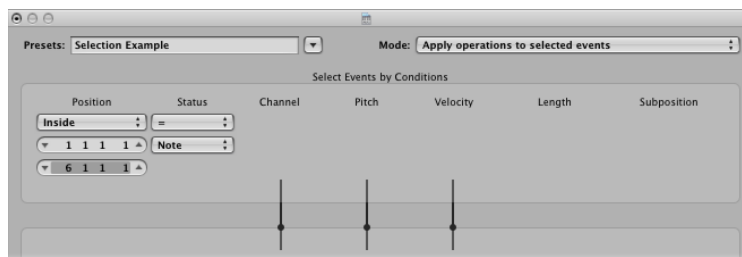 Presets: Selection Example Mode: Apply operations to selected events
Select Events by Conditions
Position Status Channel Pitch Velocity Length Subposition
Inside =
1 1 1 1 Note
6 1 1 1